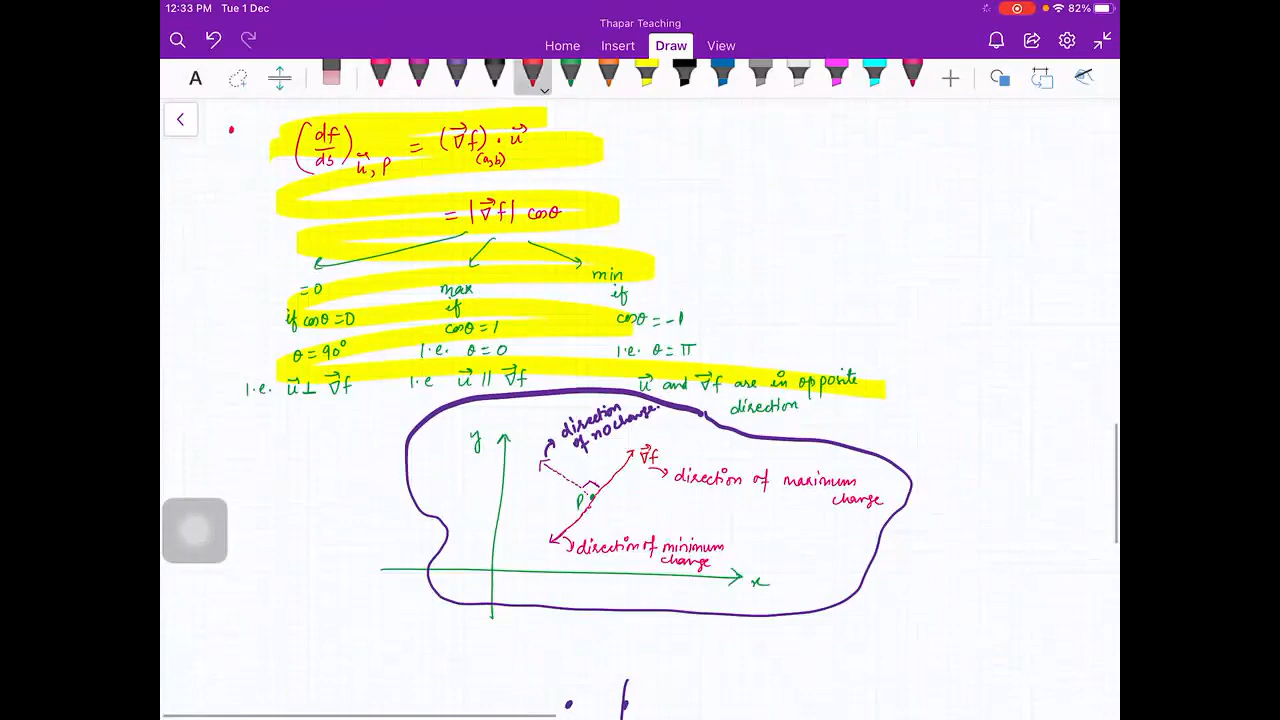 12:33 PM Tue 1 Dec
82%
Thapar Teaching
Home Insert Draw View
A
(df/ds)u⃗, P = (∇⃗f)(a,b) · u⃗
= |∇⃗f| cosθ
=0 max min
if cosθ=0 if if
cosθ=1 cosθ=-1
θ=90° i.e. θ=0 i.e. θ=π
i.e. u⃗ ⊥ ∇⃗f i.e u⃗ // ∇⃗f u⃗ and ∇⃗f are in opposite
direction
direction
of no change.
y
∇⃗f
direction of maximum
change
P
direction of minimum
change
x